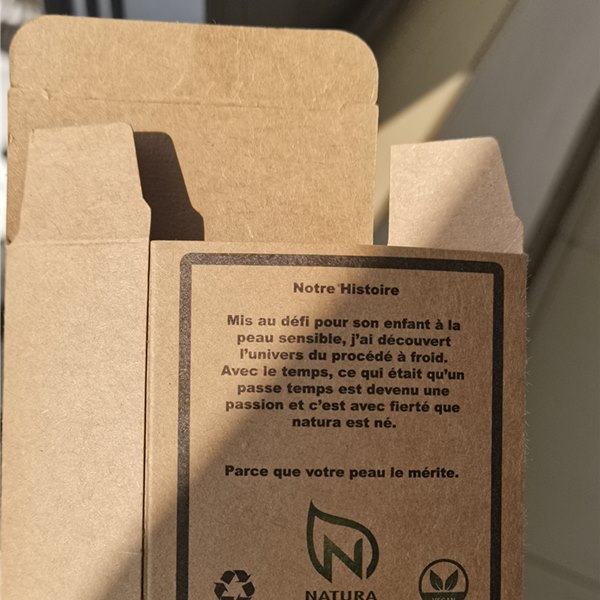 Notre Histoire
Mis au défi pour son enfant à la
peau sensible, j'ai découvert
l'univers du procédé à froid.
Avec le temps, ce qui était qu'un
passe temps est devenu une
passion et c'est avec fierté que
natura est né.
Parce que votre peau le mérite.
N
NATURA
VEGAN